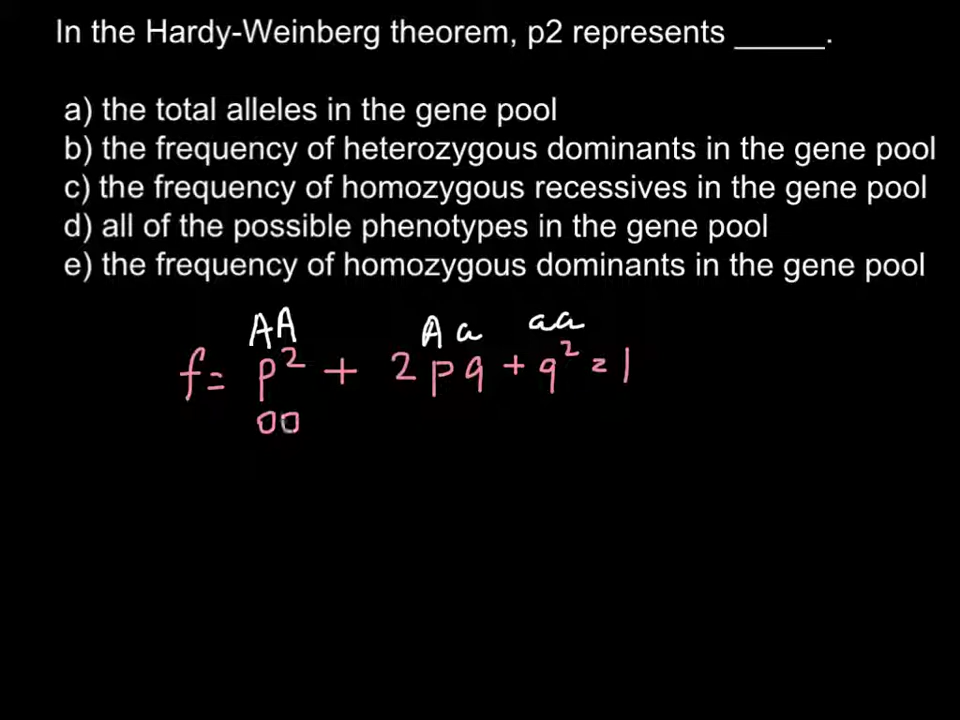 In the Hardy-Weinberg theorem, p2 represents _____.
a) the total alleles in the gene pool
b) the frequency of heterozygous dominants in the gene pool
c) the frequency of homozygous recessives in the gene pool
d) all of the possible phenotypes in the gene pool
e) the frequency of homozygous dominants in the gene pool
AA Aa aa
f= p² + 2pq + q² = 1
00